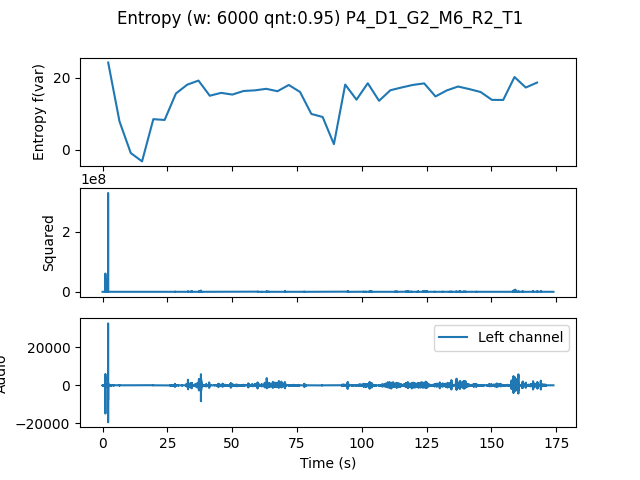 Entropy (w: 6000 qnt:0.95) P4_D1_G2_M6_R2_T1
Entropy f(var)
20
0
1e8
Squared
2
0
Audio
Left channel
20000
0
−20000
0 25 50 75 100 125 150 175
Time (s)